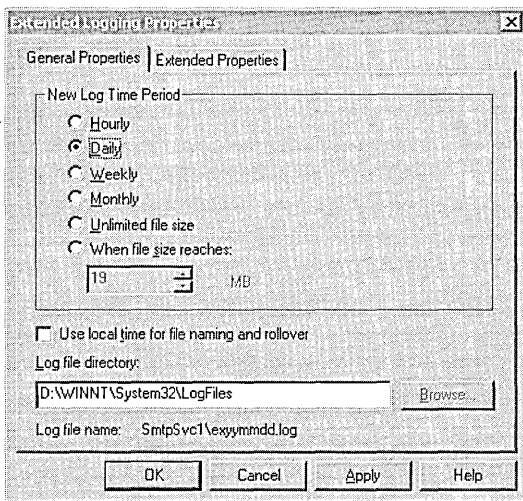 Extended Logging Properties
General Properties
Extended Properties
New Log Time Period
Hourly
Daily
Weekly
Monthly
Unlimited file size
When file size reaches:
19 MB
Use local time for file naming and rollover
Log file directory:
D:\WINNT\System32\LogFiles
Browse...
Log file name: SmtpSvc1\exyymmdd.log
OK Cancel Apply Help